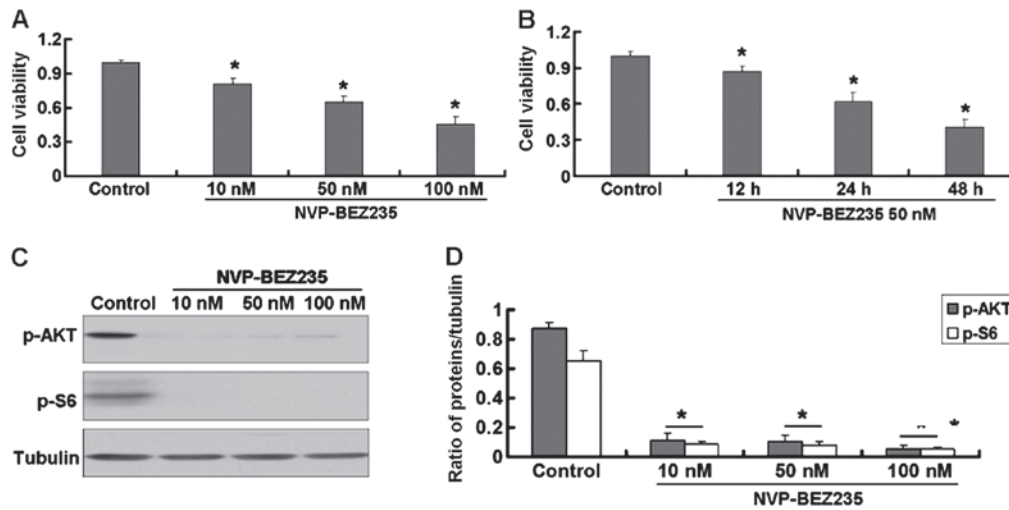 A
Cell viability
1.2
0.9
0.6
0.3
0
*
*
*
Control
10 nM
50 nM
100 nM
NVP-BEZ235
B
Cell viability
1.2
0.9
0.6
0.3
0
*
*
*
Control
12 h
24 h
48 h
NVP-BEZ235 50 nM
C
NVP-BEZ235
Control 10 nM 50 nM 100 nM
p-AKT
p-S6
Tubulin
D
Ratio of proteins/tubulin
1
0.8
0.6
0.4
0.2
0
p-AKT
p-S6
*
*
*
Control
10 nM
50 nM
100 nM
NVP-BEZ235